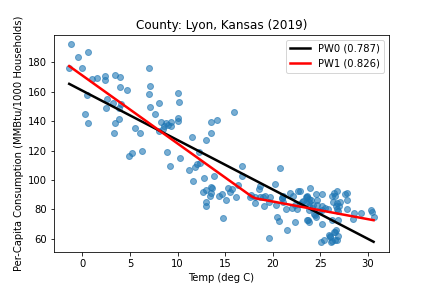 County: Lyon, Kansas (2019)
PW0 (0.787)
PW1 (0.826)
Per-Capita Consumption (MMBtu/1000 Households)
180
160
140
120
100
80
60
0 5 10 15 20 25 30
Temp (deg C)